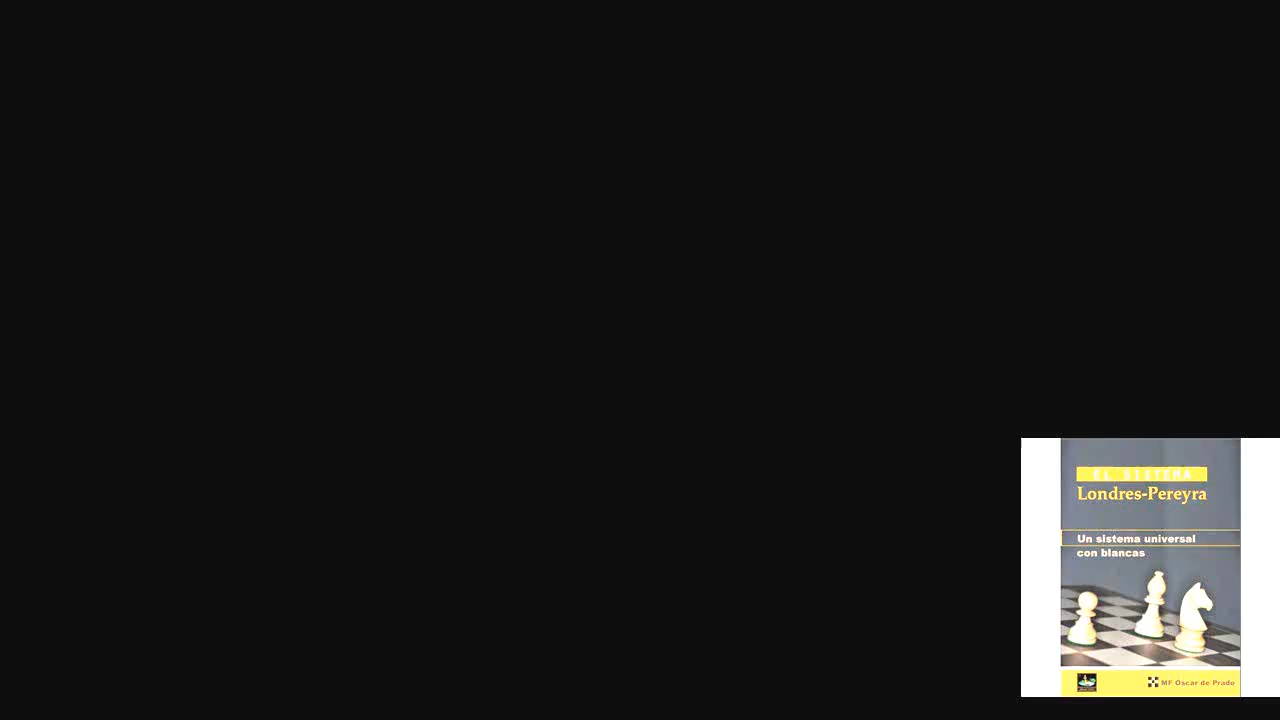 EL SISTEMA
Londres-Pereyra
Un sistema universal
con blancas
MF Oscar de Prado